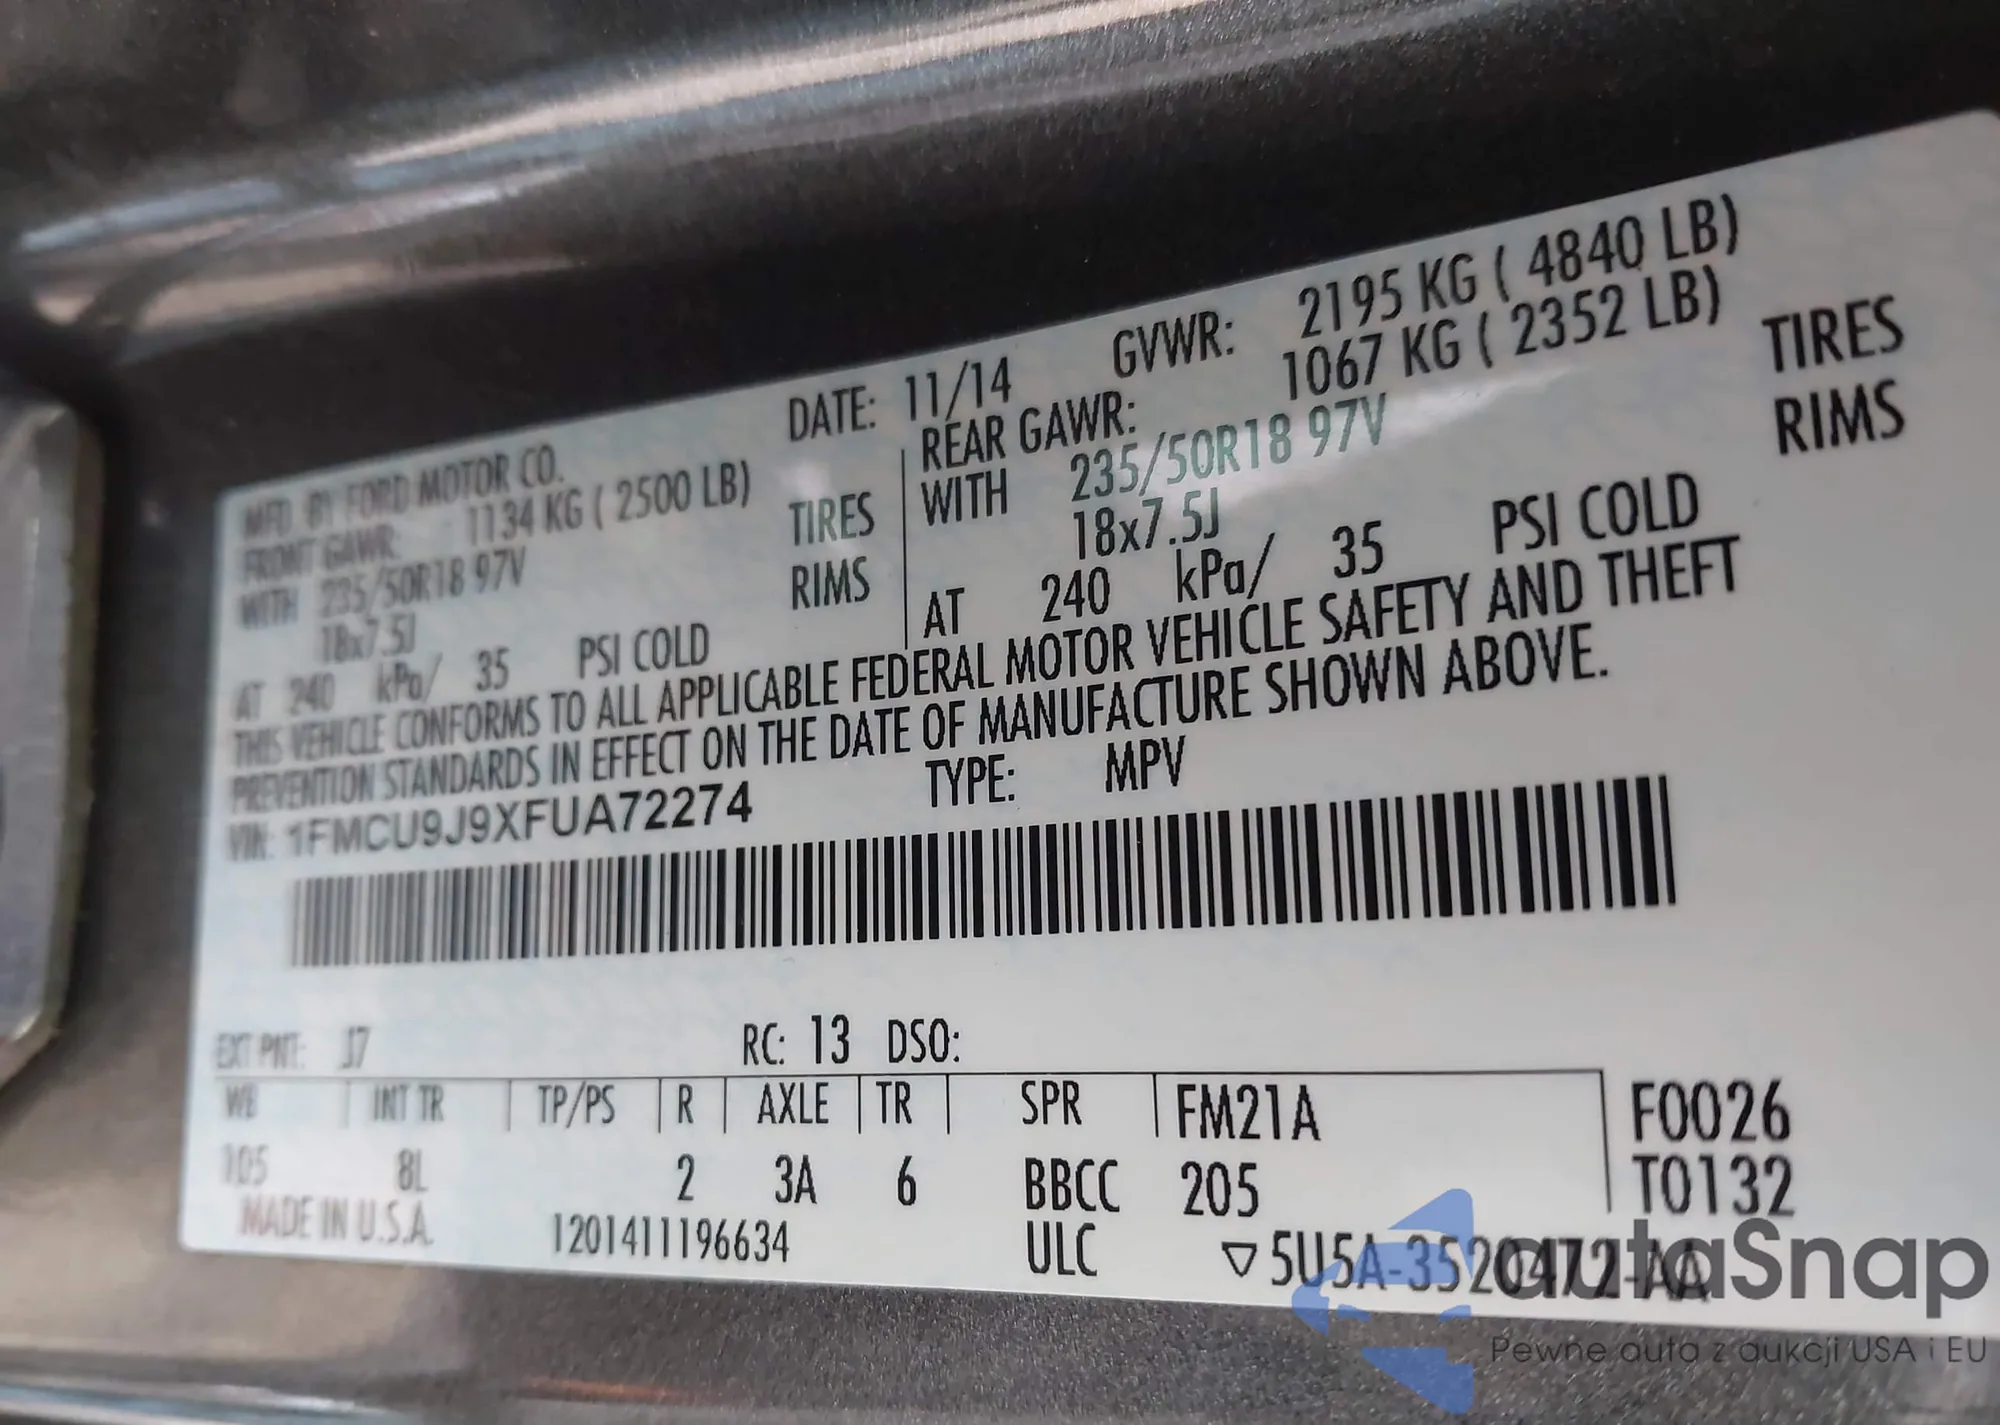 MFD. BY FORD MOTOR CO.
DATE: 11/14
GVWR: 2195 KG ( 4840 LB)
FRONT GAWR: 1134 KG ( 2500 LB)
WITH 235/50R18 97V TIRES
18x7.5J RIMS
AT 240 kPa/ 35 PSI COLD
REAR GAWR: 1067 KG ( 2352 LB)
WITH 235/50R18 97V TIRES
18x7.5J RIMS
AT 240 kPa/ 35 PSI COLD
THIS VEHICLE CONFORMS TO ALL APPLICABLE FEDERAL MOTOR VEHICLE SAFETY AND THEFT
PREVENTION STANDARDS IN EFFECT ON THE DATE OF MANUFACTURE SHOWN ABOVE.
VIN: 1FMCU9J9XFUA72274
TYPE: MPV
EXT PNT: J7 RC: 13 DSO:
WB | INT TR | TP/PS | R | AXLE | TR | SPR | FM21A F0026
105 8L 2 3A 6 BBCC 205 T0132
MADE IN U.S.A. 1201411196634 ULC ▽5U5A-3520472-AA
autaSnap
Pewne auta z aukcji USA i EU